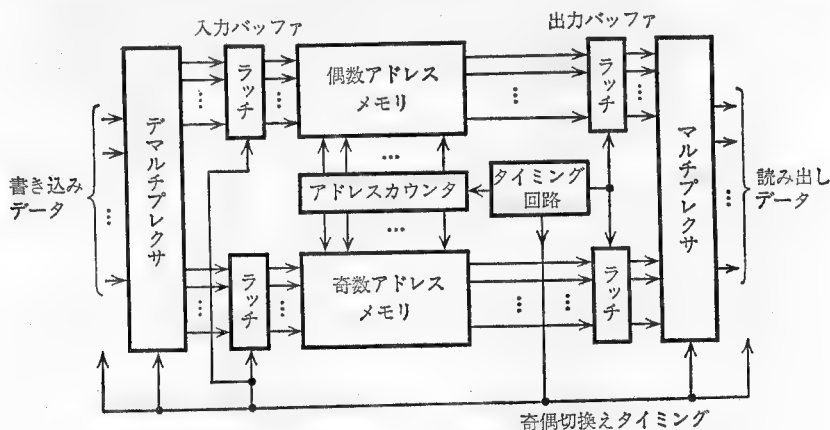 入力バッファ
出力バッファ
書き込み
データ
デマルチプレクサ
ラッチ
偶数アドレス
メモリ
ラッチ
マルチプレクサ
読み出し
データ
アドレスカウンタ
タイミング
回路
ラッチ
奇数アドレス
メモリ
ラッチ
奇偶切換えタイミング